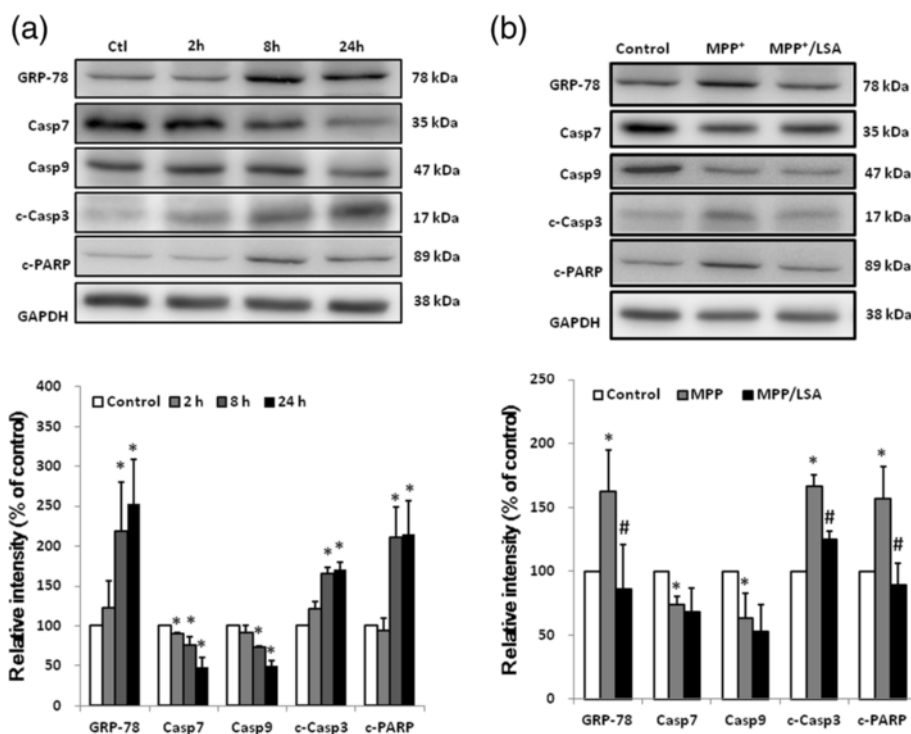 (a)
Ctl 2h 8h 24h
GRP-78 78 kDa
Casp7 35 kDa
Casp9 47 kDa
c-Casp3 17 kDa
c-PARP 89 kDa
GAPDH 38 kDa
Relative intensity (% of control)
400
350
300
250
200
150
100
50
0
Control 2 h 8 h 24 h
* *
* * *
* *
* *
* *
GRP-78 Casp7 Casp9 c-Casp3 c-PARP
(b)
Control MPP⁺ MPP⁺/LSA
GRP-78 78 kDa
Casp7 35 kDa
Casp9 47 kDa
c-Casp3 17 kDa
c-PARP 89 kDa
GAPDH 38 kDa
Relative intensity (% of control)
250
200
150
100
50
0
Control MPP MPP/LSA
* #
*
*
* #
* #
GRP-78 Casp7 Casp9 c-Casp3 c-PARP